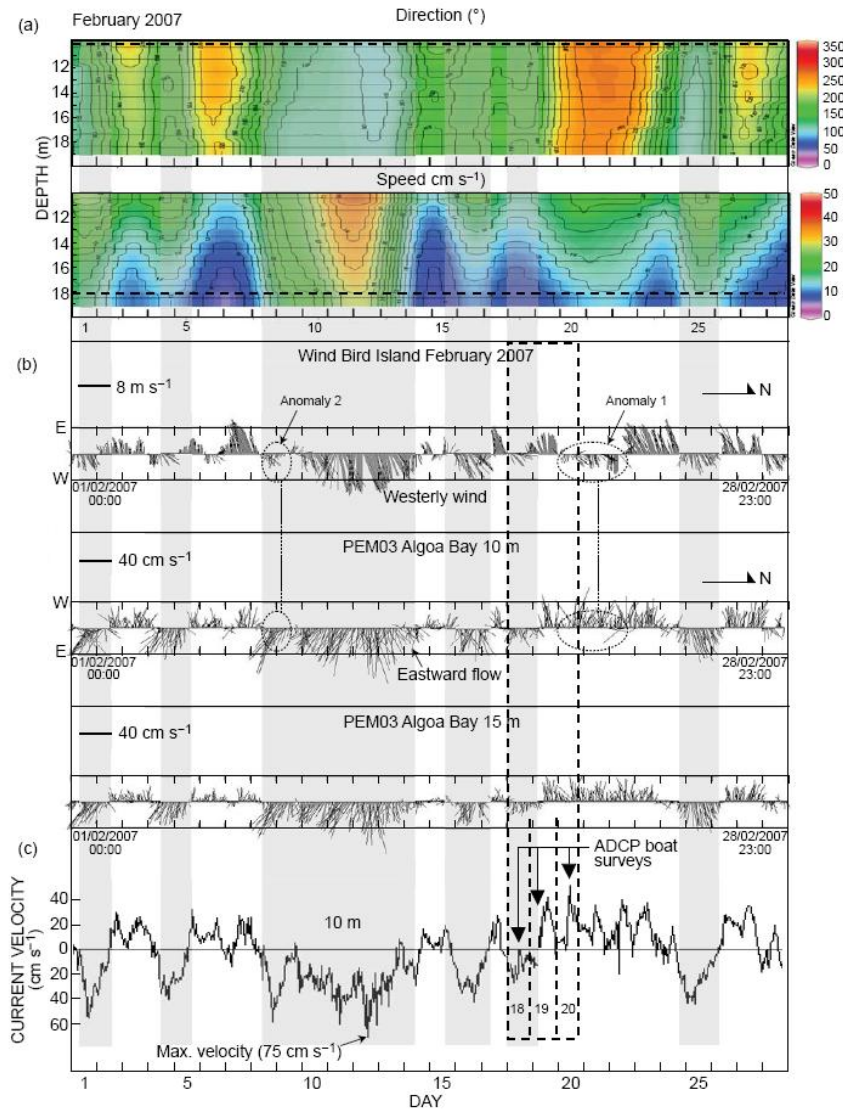 (a)
February 2007
Direction (°)
DEPTH (m)
12
14
16
18
350
300
250
200
150
100
50
0
Speed cm s⁻¹)
12
14
16
18
50
40
30
20
10
0
1 5 10 15 20 25
(b)
Wind Bird Island February 2007
8 m s⁻¹
Anomaly 2
Anomaly 1
N
E
W
01/02/2007
00:00
Westerly wind
28/02/2007
23:00
PEM03 Algoa Bay 10 m
40 cm s⁻¹
N
W
E
01/02/2007
00:00
Eastward flow
28/02/2007
23:00
PEM03 Algoa Bay 15 m
40 cm s⁻¹
01/02/2007
00:00
28/02/2007
23:00
(c)
ADCP boat
surveys
CURRENT VELOCITY
(cm s⁻¹)
40
20
0
20
40
60
10 m
18 19 20
Max. velocity (75 cm s⁻¹)
1 5 10 15 20 25
DAY